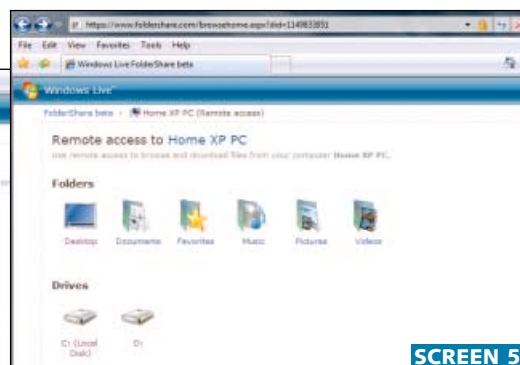 https://www.foldershare.com/browsehome.aspx?did=1149833951
File Edit View Favorites Tools Help
Windows Live FolderShare beta
Windows Live™
FolderShare beta › Home XP PC (Remote access)
Remote access to Home XP PC
Use remote access to browse and download files from your computer Home XP PC.
Folders
Desktop Documents Favorites Music Pictures Videos
Drives
C: (Local Disk) D:
SCREEN 5